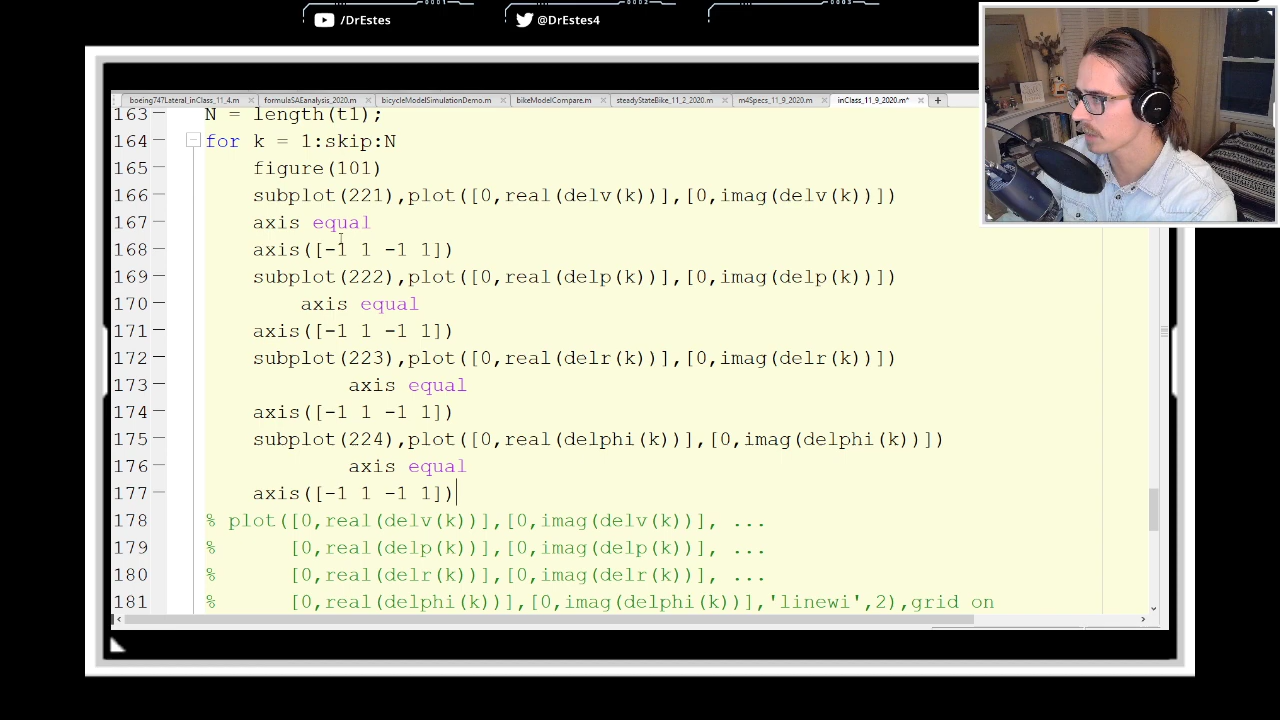 0001
0002
0003
/DrEstes
@DrEstes4
boeing747Lateral_inClass_11_4.m × formulaSAEanalysis_2020.m × bicycleModelSimulationDemo.m × bikeModelCompare.m × steadyStateBike_11_2_2020.m × m4Specs_11_9_2020.m × inClass_11_9_2020.m* × +
163 N = length(t1);
164 for k = 1:skip:N
165 figure(101)
166 subplot(221),plot([0,real(delv(k))],[0,imag(delv(k))])
167 axis equal
168 axis([-1 1 -1 1])
169 subplot(222),plot([0,real(delp(k))],[0,imag(delp(k))])
170 axis equal
171 axis([-1 1 -1 1])
172 subplot(223),plot([0,real(delr(k))],[0,imag(delr(k))])
173 axis equal
174 axis([-1 1 -1 1])
175 subplot(224),plot([0,real(delphi(k))],[0,imag(delphi(k))])
176 axis equal
177 axis([-1 1 -1 1])
178 % plot([0,real(delv(k))],[0,imag(delv(k))], ...
179 % [0,real(delp(k))],[0,imag(delp(k))], ...
180 % [0,real(delr(k))],[0,imag(delr(k))], ...
181 % [0,real(delphi(k))],[0,imag(delphi(k))],'linewi',2),grid on